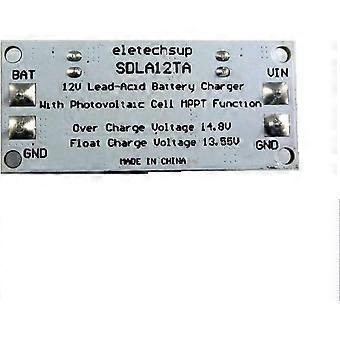 eletechsup
BAT SDLA12TA VIN
12V Lead-Acid Battery Charger
With Photovoltaic Cell MPPT Function
Over Charge Voltage 14.8V
GND Float Charge Voltage 13.55V GND
MADE IN CHINA